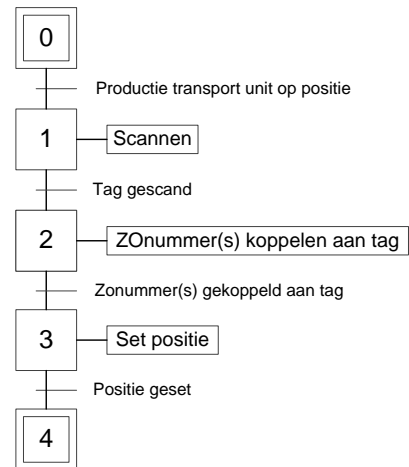 0
Productie transport unit op positie
1
Scannen
Tag gescand
2
ZOnummer(s) koppelen aan tag
Zonummer(s) gekoppeld aan tag
3
Set positie
Positie geset
4